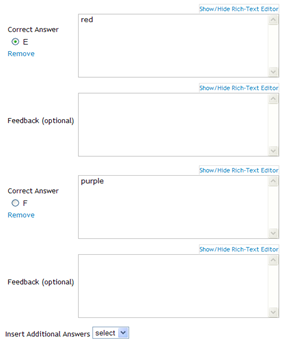 Show/Hide Rich-Text Editor
red
Correct Answer
E
Remove
Show/Hide Rich-Text Editor
Feedback (optional)
Show/Hide Rich-Text Editor
purple
Correct Answer
F
Remove
Show/Hide Rich-Text Editor
Feedback (optional)
Insert Additional Answers select